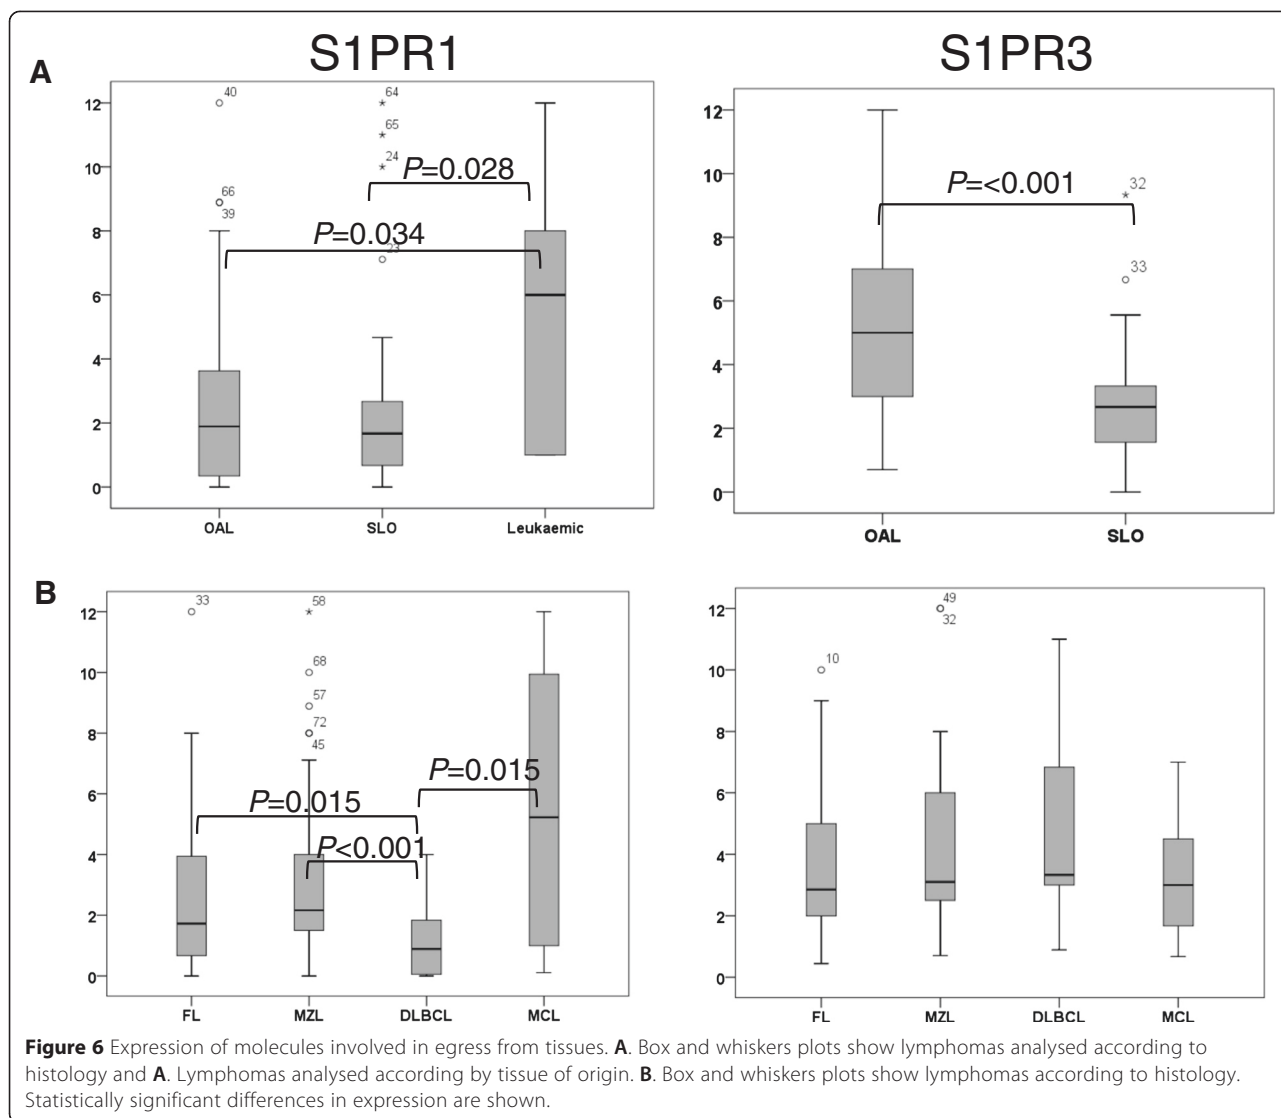 S1PR1
S1PR3
A
12
10
8
6
4
2
0
40
66
39
64
65
24
23
P=0.028
P=0.034
OAL SLO Leukaemic
12
10
8
6
4
2
0
P=<0.001
32
33
OAL SLO
B
12
10
8
6
4
2
0
33
58
68
57
72
45
P=0.015
P=0.015
P<0.001
FL MZL DLBCL MCL
12
10
8
6
4
2
0
10
49
32
FL MZL DLBCL MCL
Figure 6 Expression of molecules involved in egress from tissues. A. Box and whiskers plots show lymphomas analysed according to
histology and A. Lymphomas analysed according by tissue of origin. B. Box and whiskers plots show lymphomas according to histology.
Statistically significant differences in expression are shown.